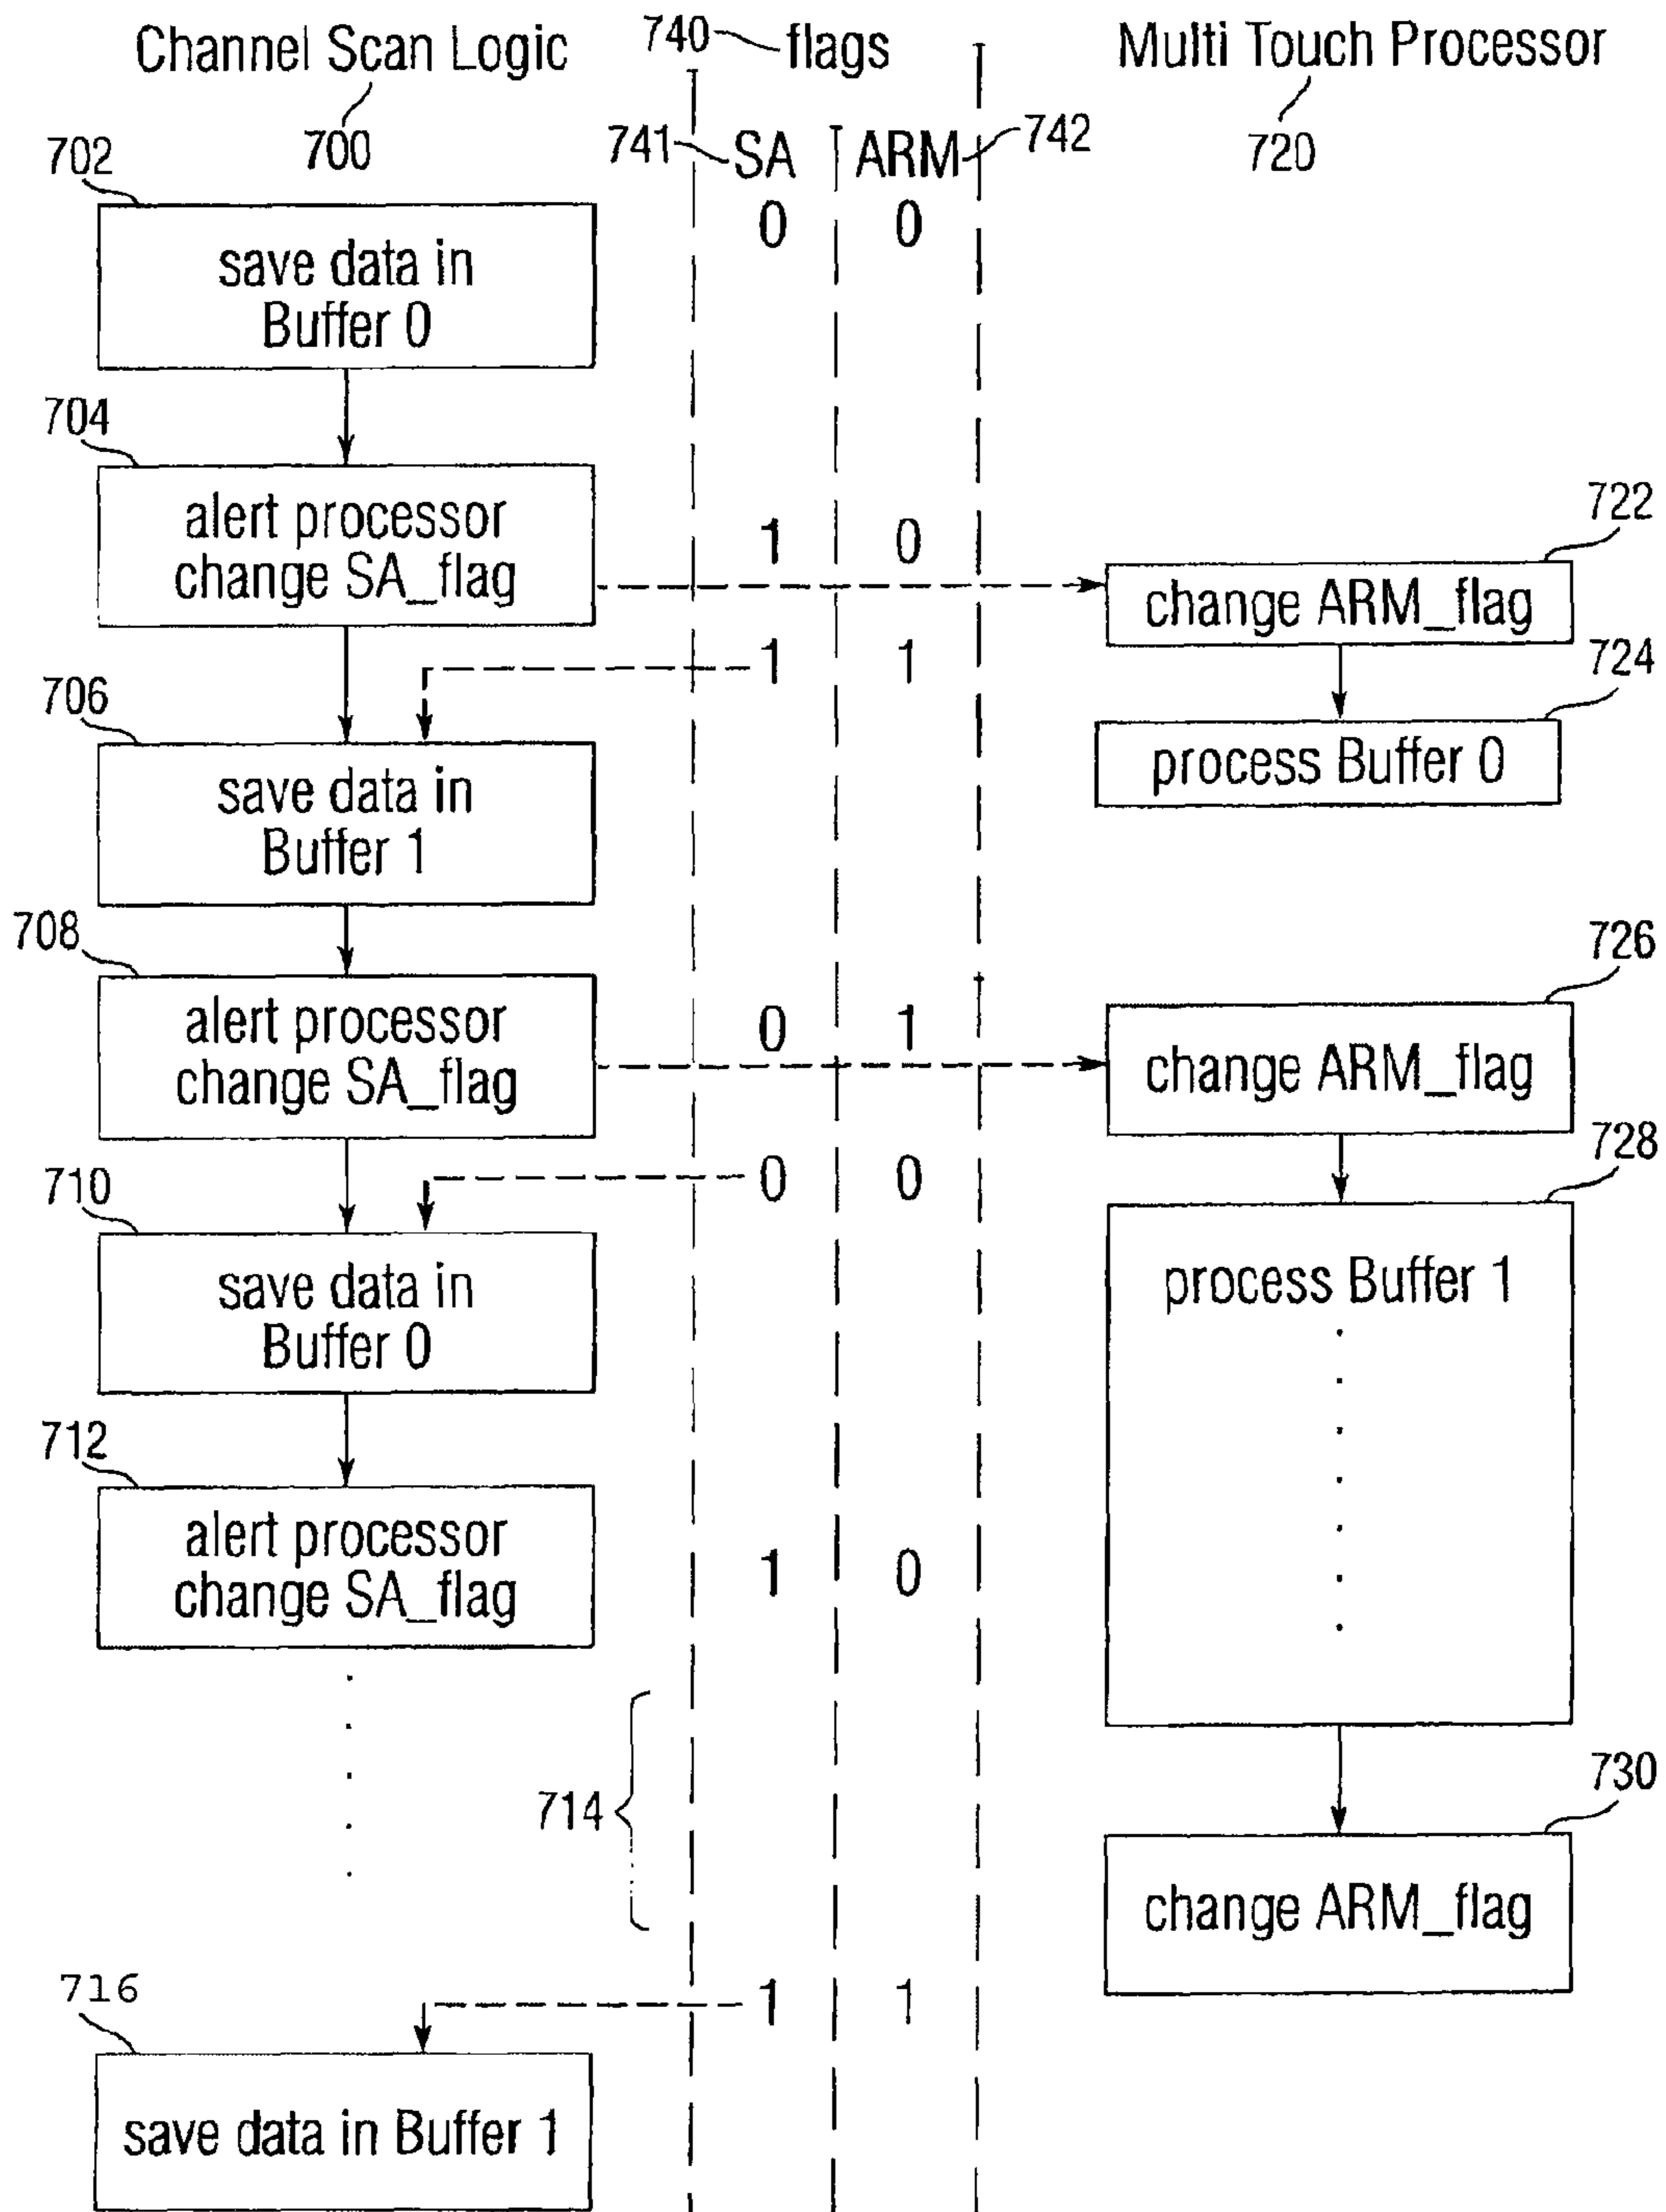 Channel Scan Logic
700
740
flags
Multi Touch Processor
720
741
SA
ARM
742
702
0 0
save data in
Buffer 0
704
alert processor
change SA_flag
1 0
722
change ARM_flag
1 1
724
process Buffer 0
706
save data in
Buffer 1
708
alert processor
change SA_flag
0 1
726
change ARM_flag
728
0 0
710
save data in
Buffer 0
process Buffer 1
712
alert processor
change SA_flag
1 0
714
730
change ARM_flag
716
1 1
save data in Buffer 1